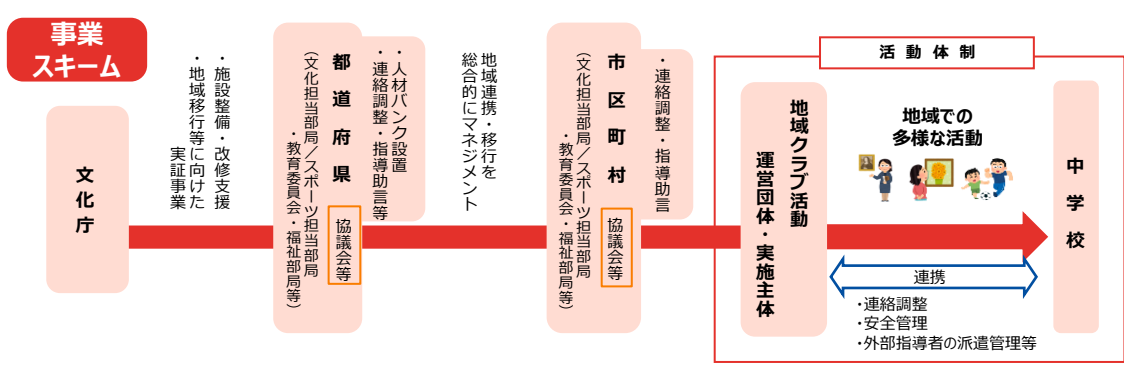 事業
スキーム
文化庁
・施設整備・改修支援
・地域移行等に向けた
実証事業
都道府県
（文化担当部局／スポーツ担当部局
・教育委員会・福祉部局等）
協議会等
・人材バンク設置
・連絡調整・指導助言等
地域連携・移行を
総合的にマネジメント
市区町村
（文化担当部局／スポーツ担当部局
・教育委員会・福祉部局等）
協議会等
・連絡調整・指導助言
活動体制
地域クラブ活動
運営団体・実施主体
地域での
多様な活動
連携
・連絡調整
・安全管理
・外部指導者の派遣管理等
中学校